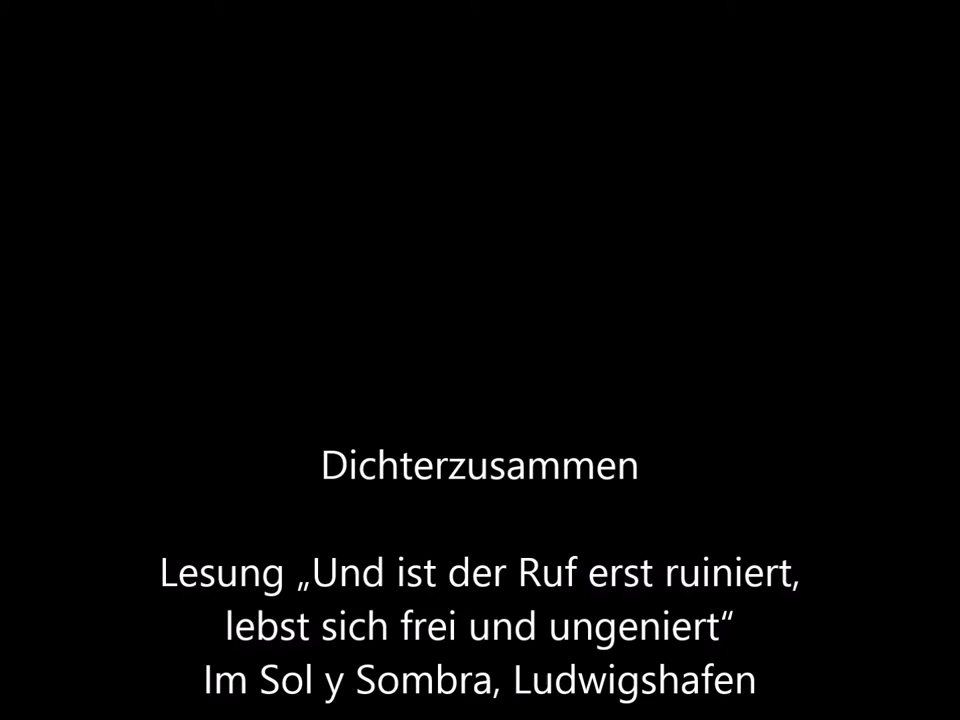 Dichterzusammen
Lesung „Und ist der Ruf erst ruiniert,
lebst sich frei und ungeniert“
Im Sol y Sombra, Ludwigshafen